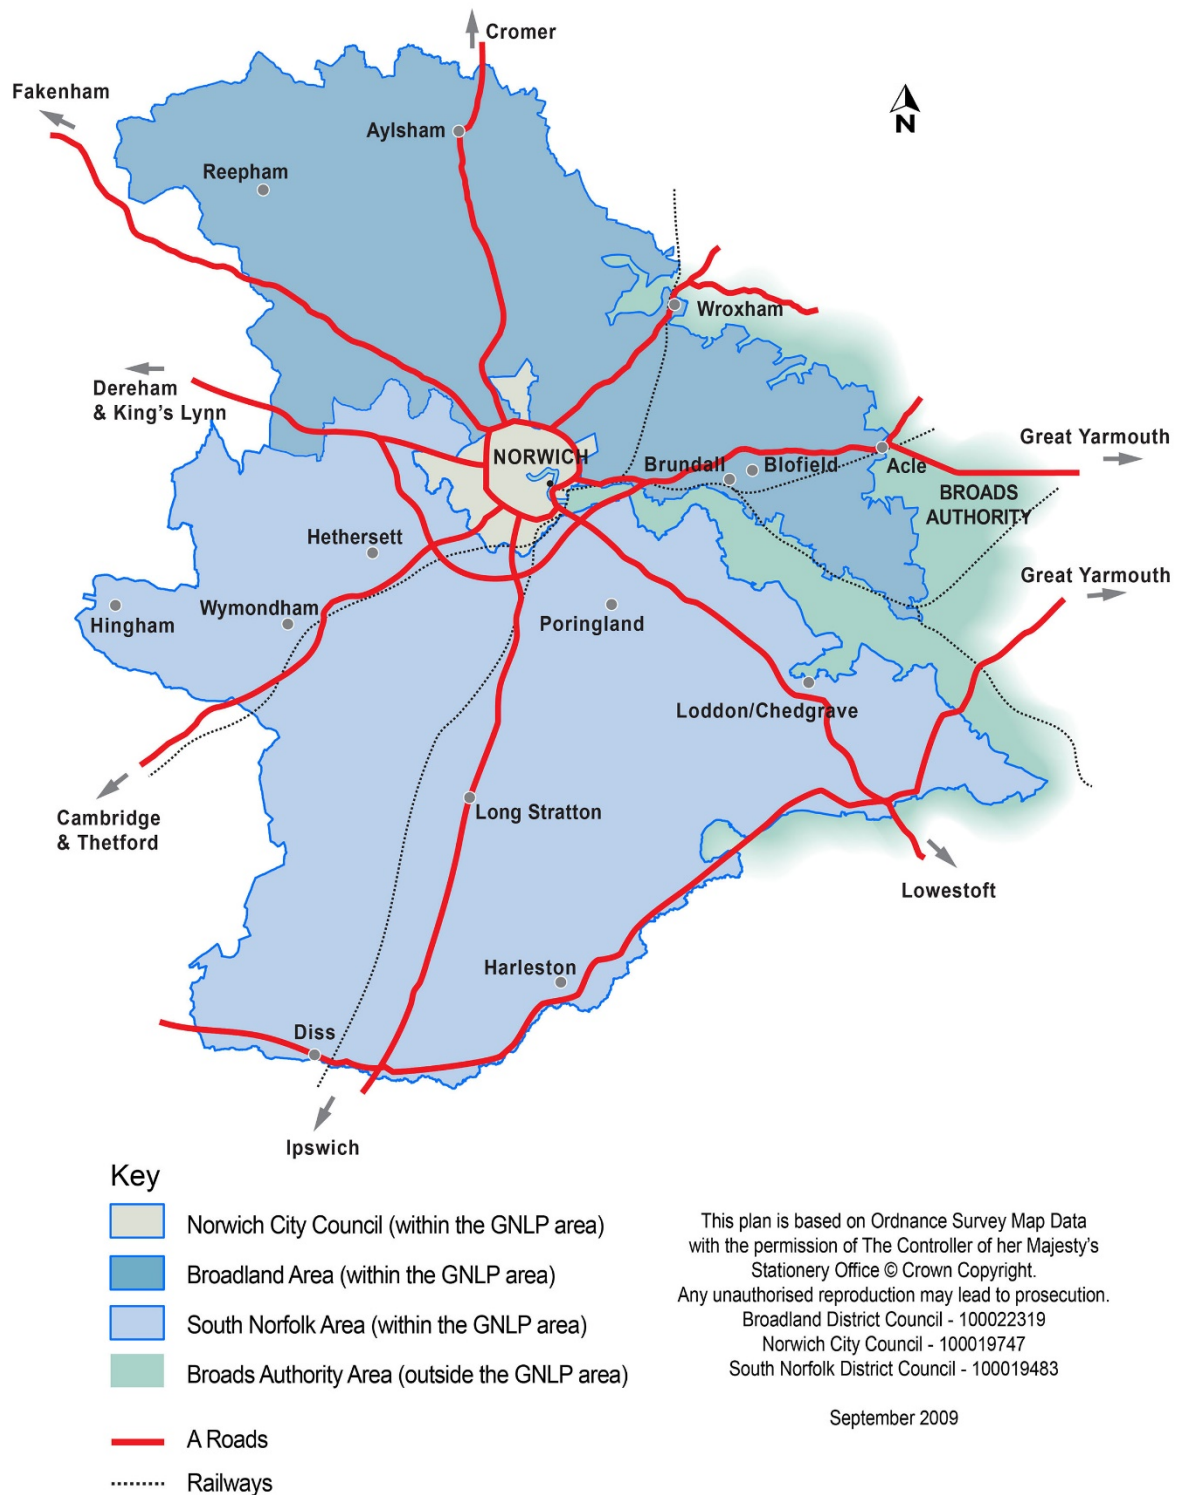 Cromer
Fakenham
N
Aylsham
Reepham
Wroxham
Dereham
& King's Lynn
NORWICH
Great Yarmouth
Brundall
Blofield
Acle
BROADS
AUTHORITY
Hethersett
Great Yarmouth
Hingham
Wymondham
Poringland
Loddon/Chedgrave
Cambridge
& Thetford
Long Stratton
Lowestoft
Harleston
Diss
Ipswich
Key
Norwich City Council (within the GNLP area)
Broadland Area (within the GNLP area)
South Norfolk Area (within the GNLP area)
Broads Authority Area (outside the GNLP area)
A Roads
Railways
This plan is based on Ordnance Survey Map Data
with the permission of The Controller of her Majesty's
Stationery Office © Crown Copyright.
Any unauthorised reproduction may lead to prosecution.
Broadland District Council - 100022319
Norwich City Council - 100019747
South Norfolk District Council - 100019483
September 2009